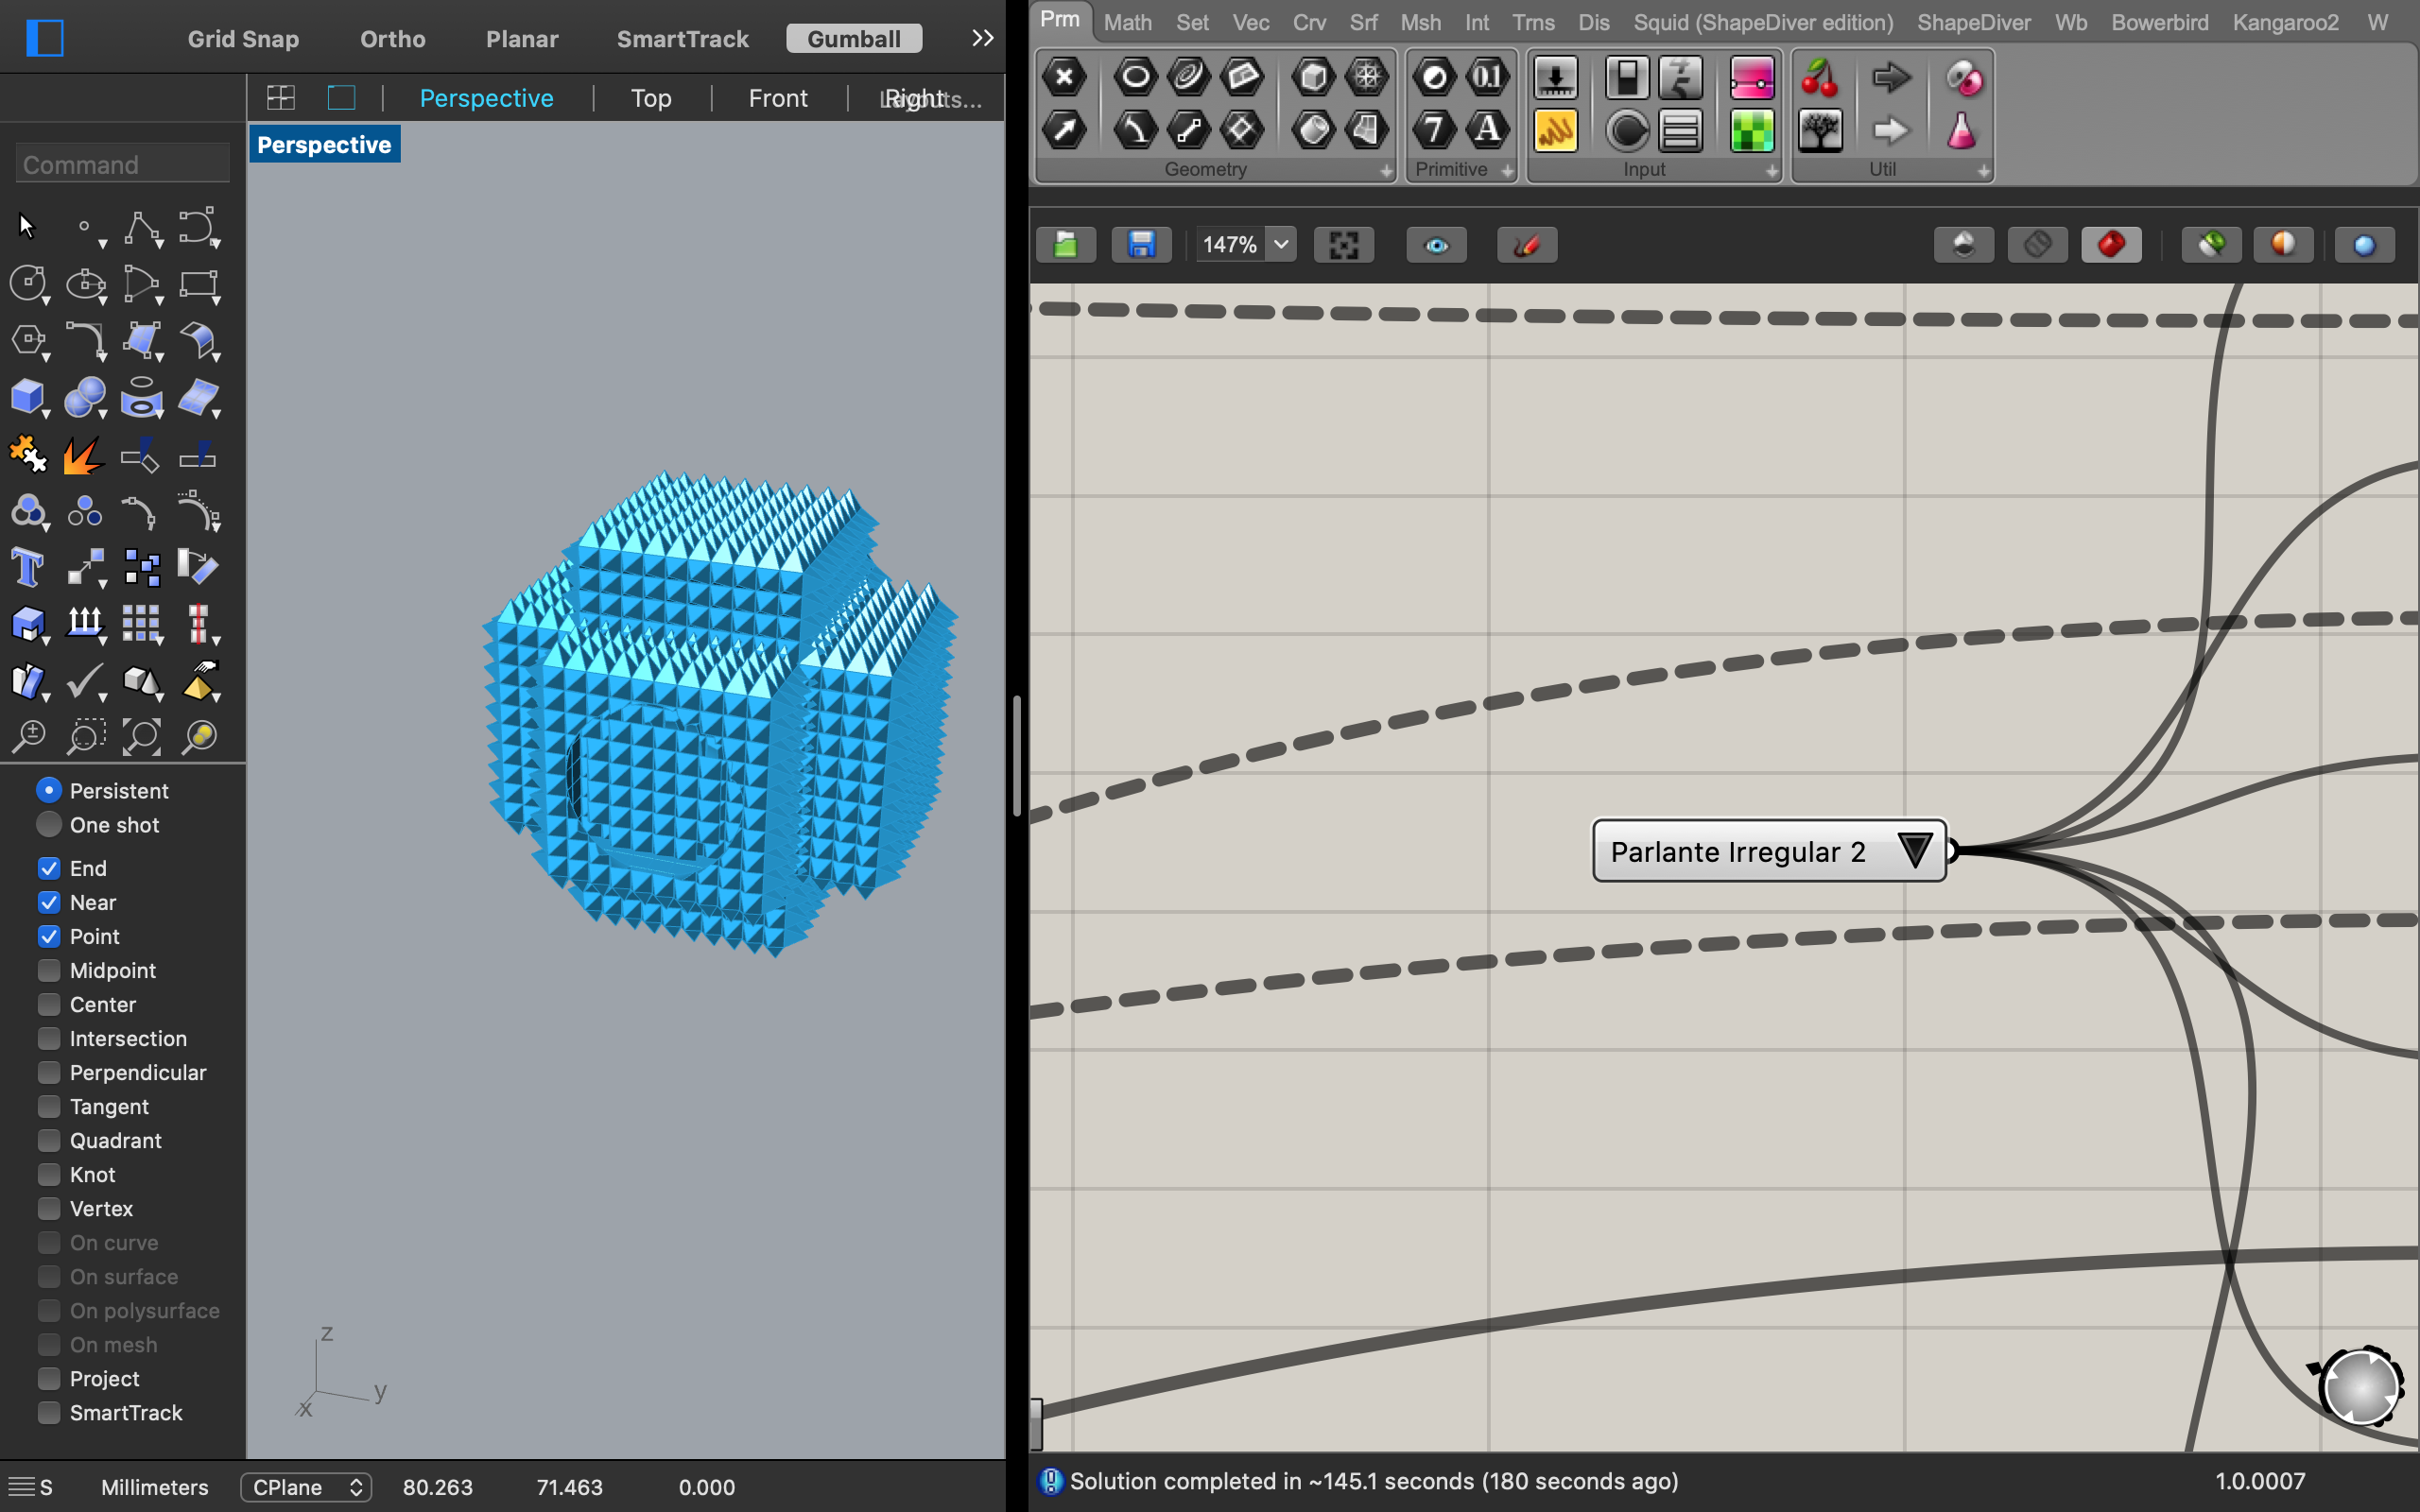 Grid Snap Ortho Planar SmartTrack Gumball
Perspective Top Front Right
Perspective
Command
Persistent
One shot
End
Near
Point
Midpoint
Center
Intersection
Perpendicular
Tangent
Quadrant
Knot
Vertex
On curve
On surface
On polysurface
On mesh
Project
SmartTrack
z
y
x
S Millimeters CPlane 80.263 71.463 0.000
Prm Math Set Vec Crv Srf Msh Int Trns Dis Squid (ShapeDiver edition) ShapeDiver Wb Bowerbird Kangaroo2 W
Geometry Primitive Input Util
147%
Parlante Irregular 2
Solution completed in ~145.1 seconds (180 seconds ago) 1.0.0007